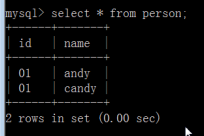 mysql> select * from person;
+------+-------+
| id   | name  |
+------+-------+
| 01   | andy  |
| 01   | candy |
+------+-------+
2 rows in set (0.00 sec)